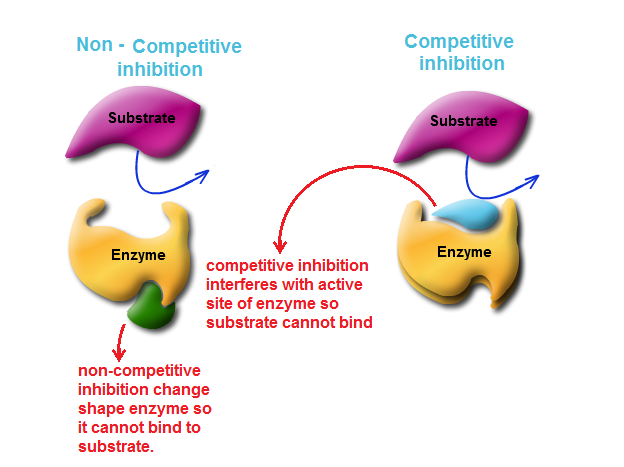 Non - Competitive
inhibition
Substrate
Enzyme
non-competitive
inhibition change
shape enzyme so
it cannot bind to
substrate.
Competitive
inhibition
Substrate
Enzyme
competitive inhibition
interferes with active
site of enzyme so
substrate cannot bind